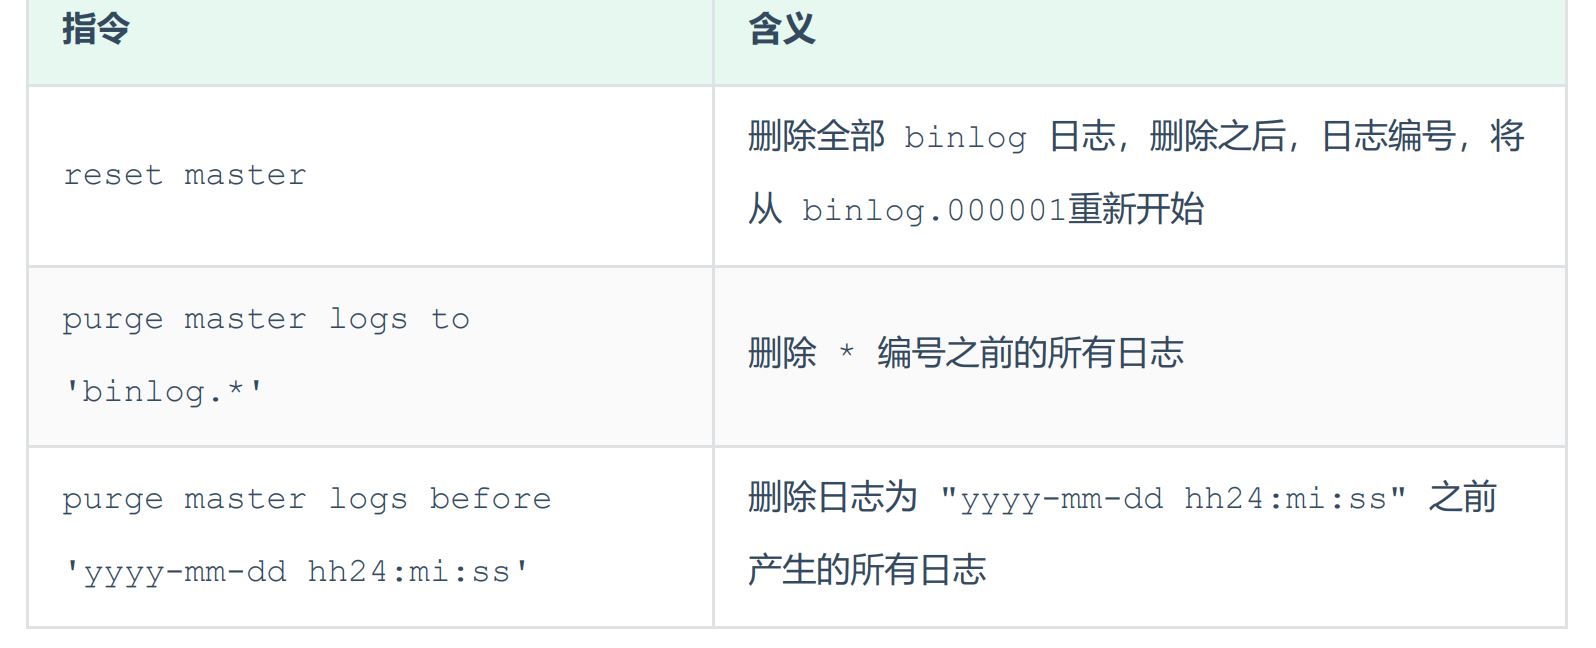 指令
含义
reset master
删除全部 binlog 日志，删除之后，日志编号，将
从 binlog.000001重新开始
purge master logs to
'binlog.*'
删除 * 编号之前的所有日志
purge master logs before
'yyyy-mm-dd hh24:mi:ss'
删除日志为 "yyyy-mm-dd hh24:mi:ss" 之前
产生的所有日志